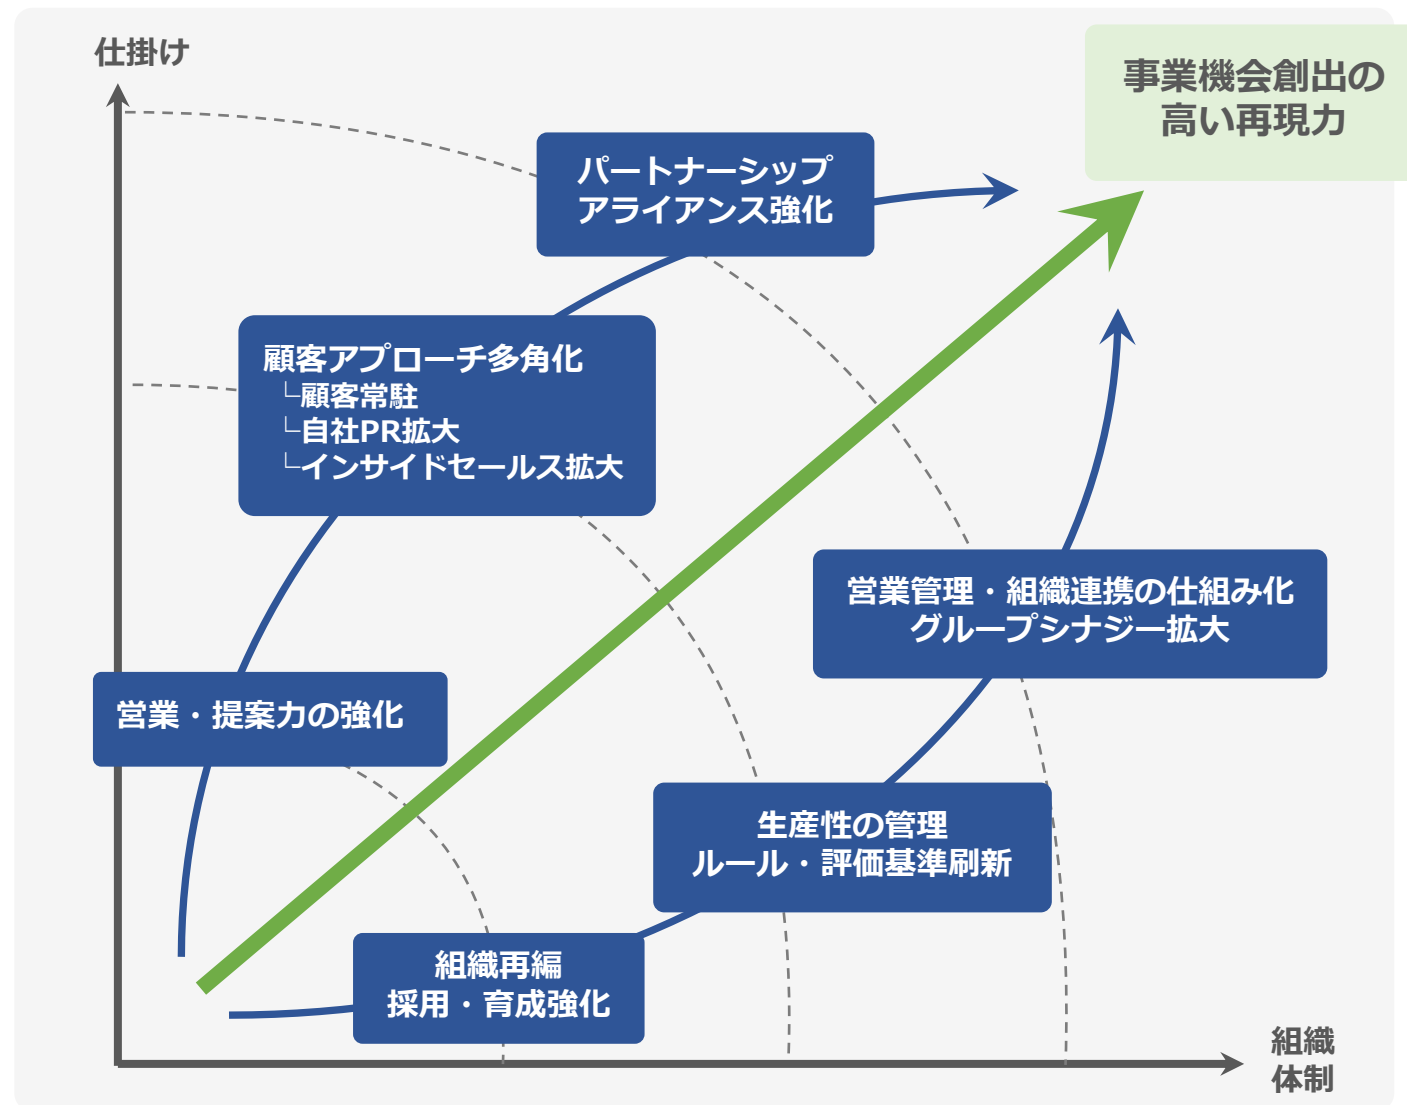 仕掛け
事業機会創出の
高い再現力
パートナーシップ
アライアンス強化
顧客アプローチ多角化
└顧客常駐
└自社PR拡大
└インサイドセールス拡大
営業・提案力の強化
営業管理・組織連携の仕組み化
グループシナジー拡大
生産性の管理
ルール・評価基準刷新
組織再編
採用・育成強化
組織
体制